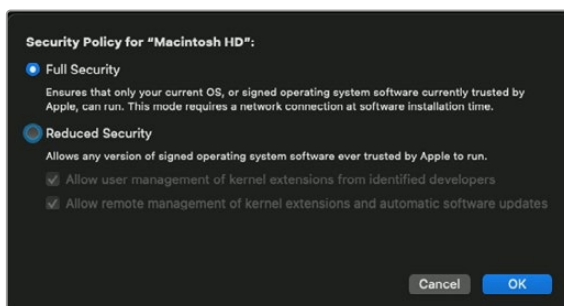 Security Policy for “Macintosh HD”:
Full Security
Ensures that only your current OS, or signed operating system software currently trusted by
Apple, can run. This mode requires a network connection at software installation time.
Reduced Security
Allows any version of signed operating system software ever trusted by Apple to run.
Allow user management of kernel extensions from identified developers
Allow remote management of kernel extensions and automatic software updates
Cancel
OK